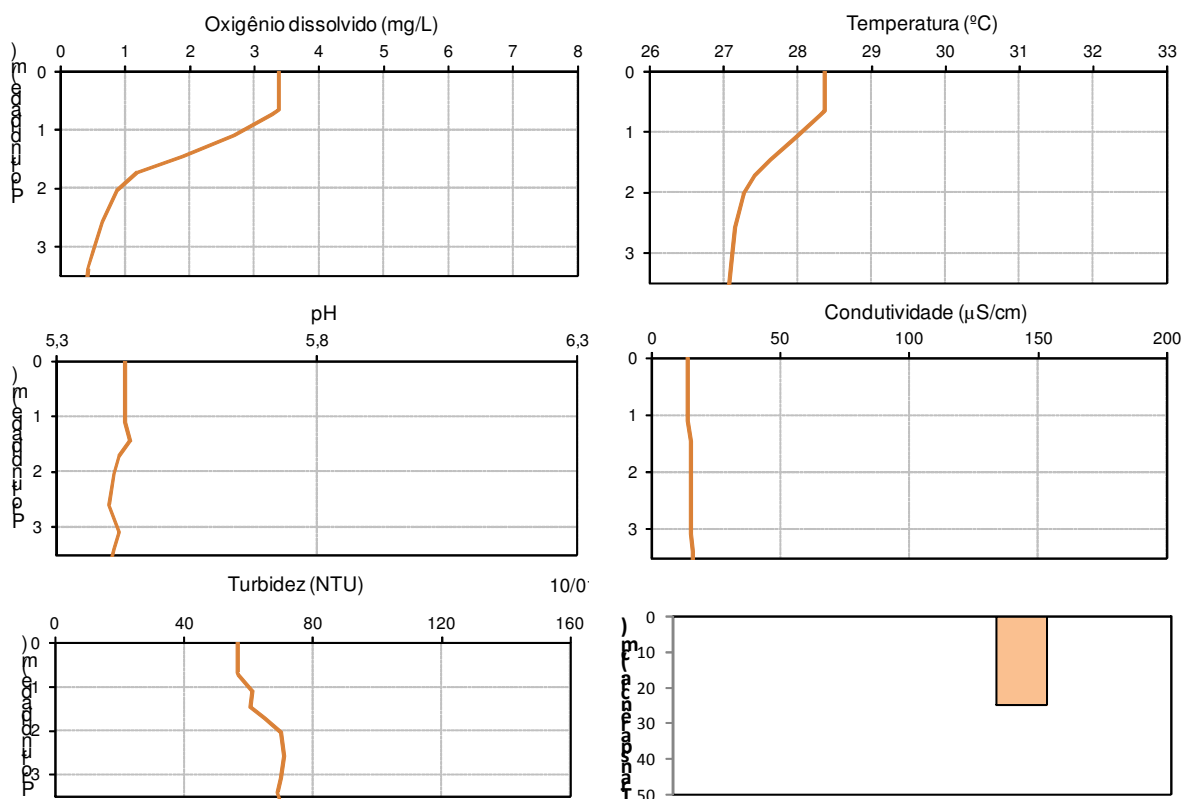 Oxigênio dissolvido (mg/L)
0 1 2 3 4 5 6 7 8
0
1
2
3
Temperatura (ºC)
26 27 28 29 30 31 32 33
0
1
2
3
pH
5,3 5,8 6,3
0
1
2
3
Condutividade (µS/cm)
0 50 100 150 200
0
1
2
3
Turbidez (NTU)
10/0
0 40 80 120 160
0
1
2
3
0
10
20
30
40
50